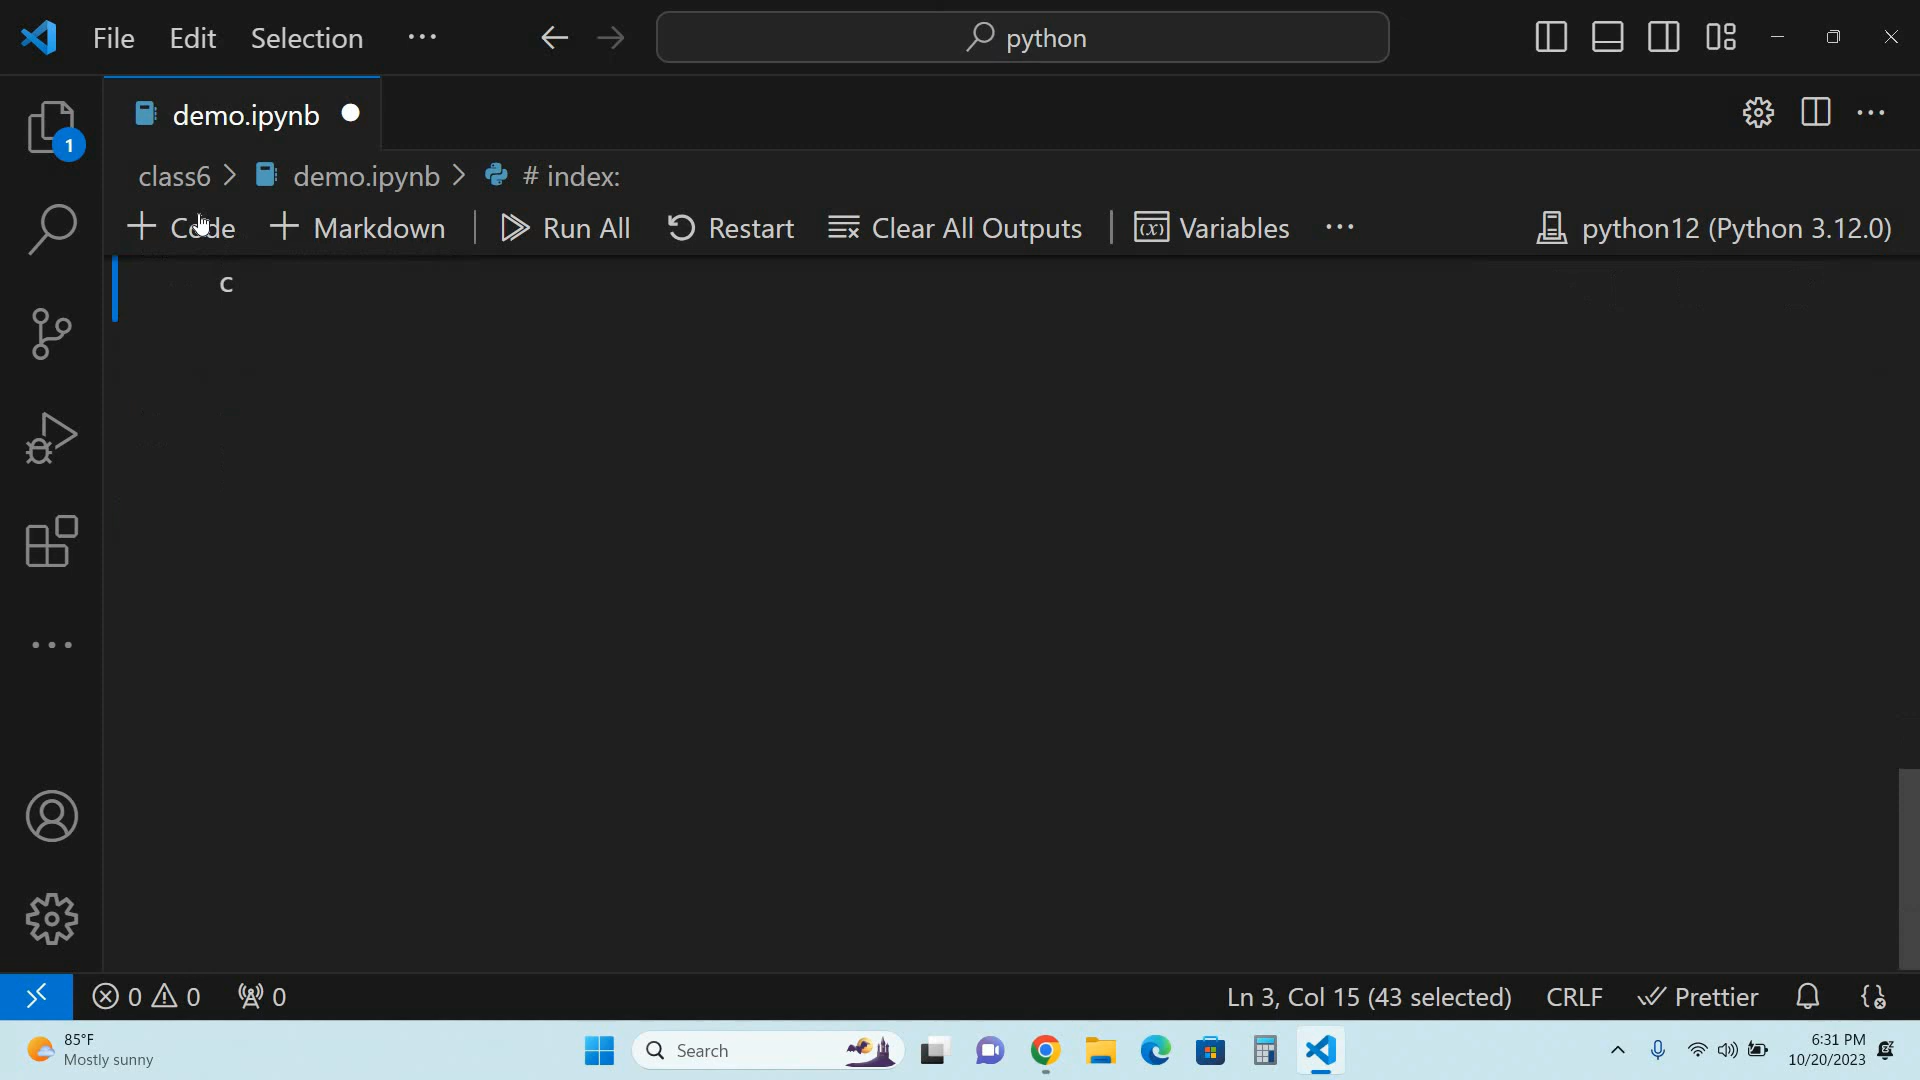 File Edit Selection ··· python
demo.ipynb
1
class6 > demo.ipynb > # index:
+ Code + Markdown | Run All Restart Clear All Outputs | (x) Variables ··· python12 (Python 3.12.0)
c
0 0 0 Ln 3, Col 15 (43 selected) CRLF Prettier
85°F
Mostly sunny
Search
6:31 PM
10/20/2023